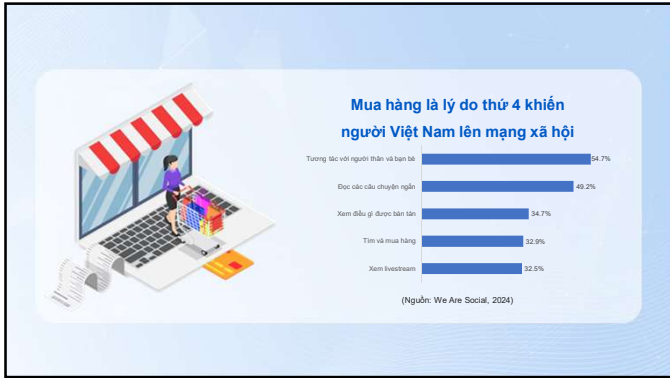 Mua hàng là lý do thứ 4 khiến
người Việt Nam lên mạng xã hội
Tương tác với người thân và bạn bè 54.7%
Đọc các câu chuyện ngắn 49.2%
Xem điều gì được bàn tán 34.7%
Tìm và mua hàng 32.9%
Xem livestream 32.5%
(Nguồn: We Are Social, 2024)